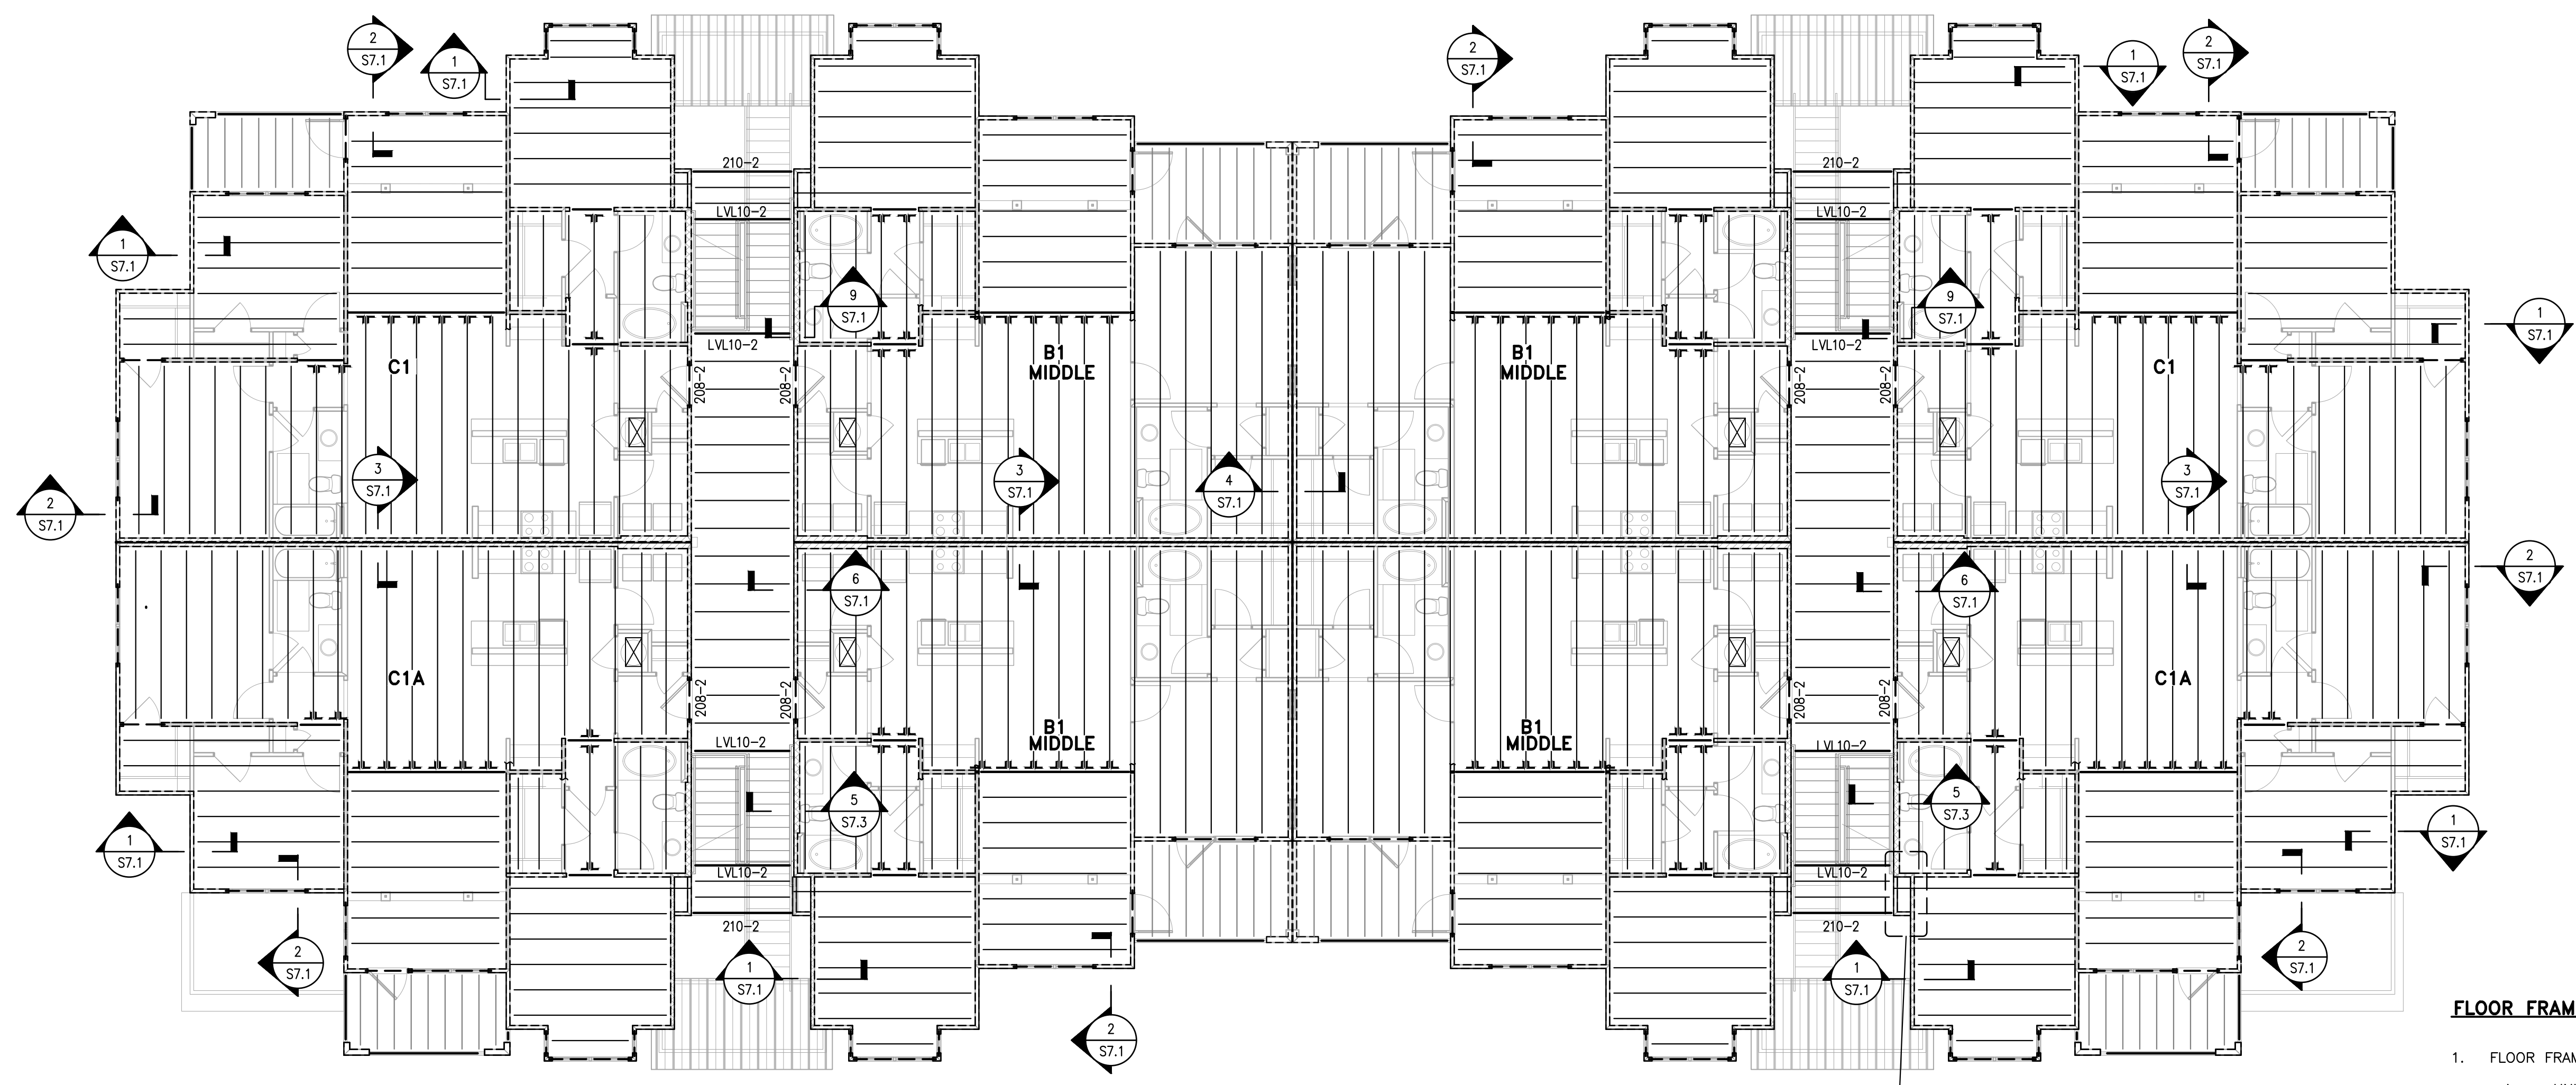 2
S7.1
1
S7.1
2
S7.1
1
S7.1
2
S7.1
210-2
210-2
LVL10-2
LVL10-2
1
S7.1
9
S7.1
9
S7.1
1
S7.1
LVL10-2
LVL10-2
C1
B1
MIDDLE
B1
MIDDLE
C1
208-2
208-2
208-2
208-2
2
S7.1
3
S7.1
3
S7.1
4
S7.1
3
S7.1
6
S7.1
6
S7.1
2
S7.1
C1A
208-2
208-2
208-2
208-2
C1A
B1
MIDDLE
B1
MIDDLE
LVL10-2
LVL10-2
1
S7.1
5
S7.3
5
S7.3
1
S7.1
LVL10-2
LVL10-2
210-2
210-2
2
S7.1
1
S7.1
1
S7.1
2
S7.1
2
S7.1
FLOOR FRAM
1. FLOOR FRAM